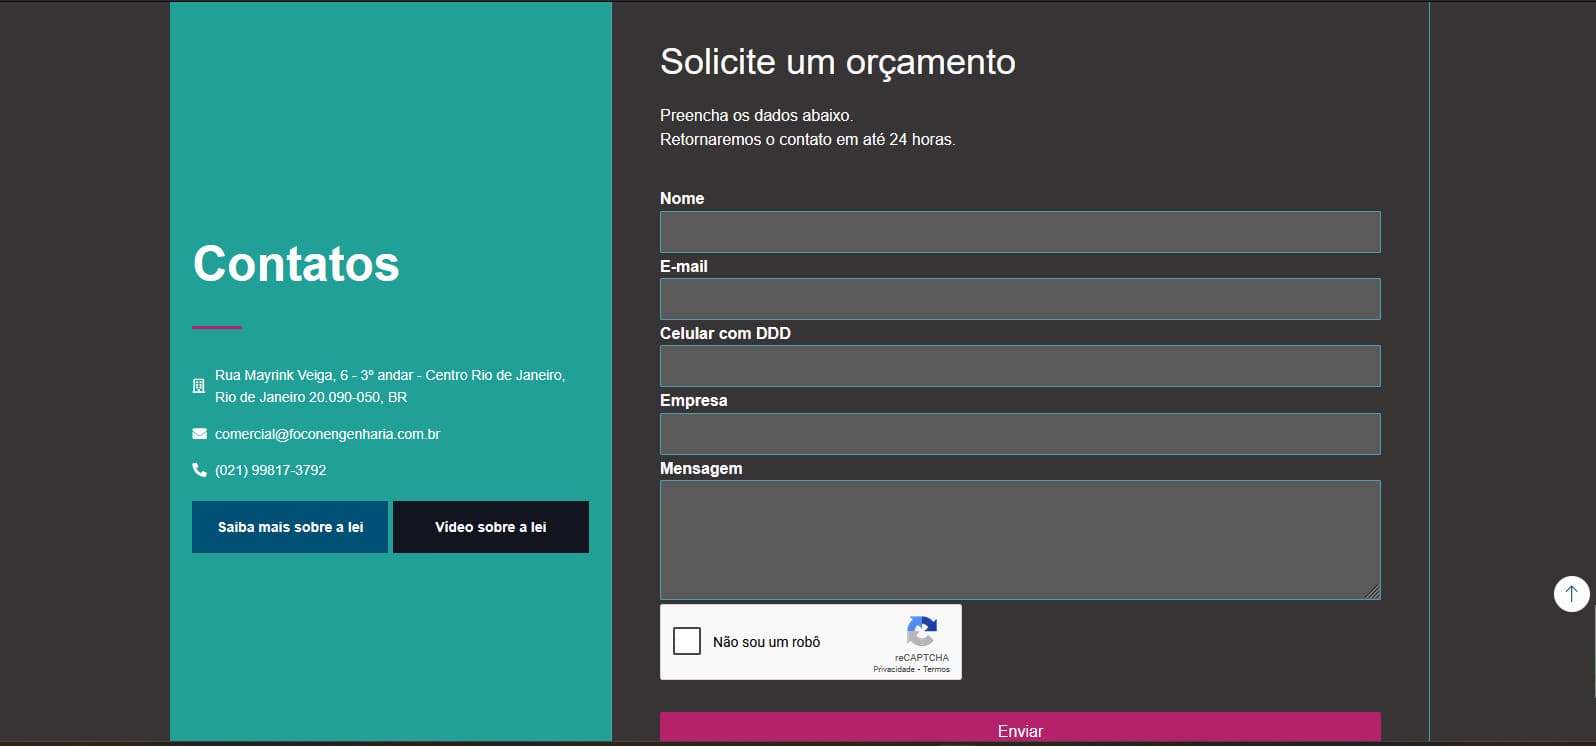 Contatos
Rua Mayrink Veiga, 6 - 3º andar - Centro Rio de Janeiro,
Rio de Janeiro 20.090-050, BR
comercial@foconengenharia.com.br
(021) 99817-3792
Saiba mais sobre a lei
Vídeo sobre a lei
Solicite um orçamento
Preencha os dados abaixo.
Retornaremos o contato em até 24 horas.
Nome
E-mail
Celular com DDD
Empresa
Mensagem
Não sou um robô
reCAPTCHA
Privacidade • Termos
Enviar